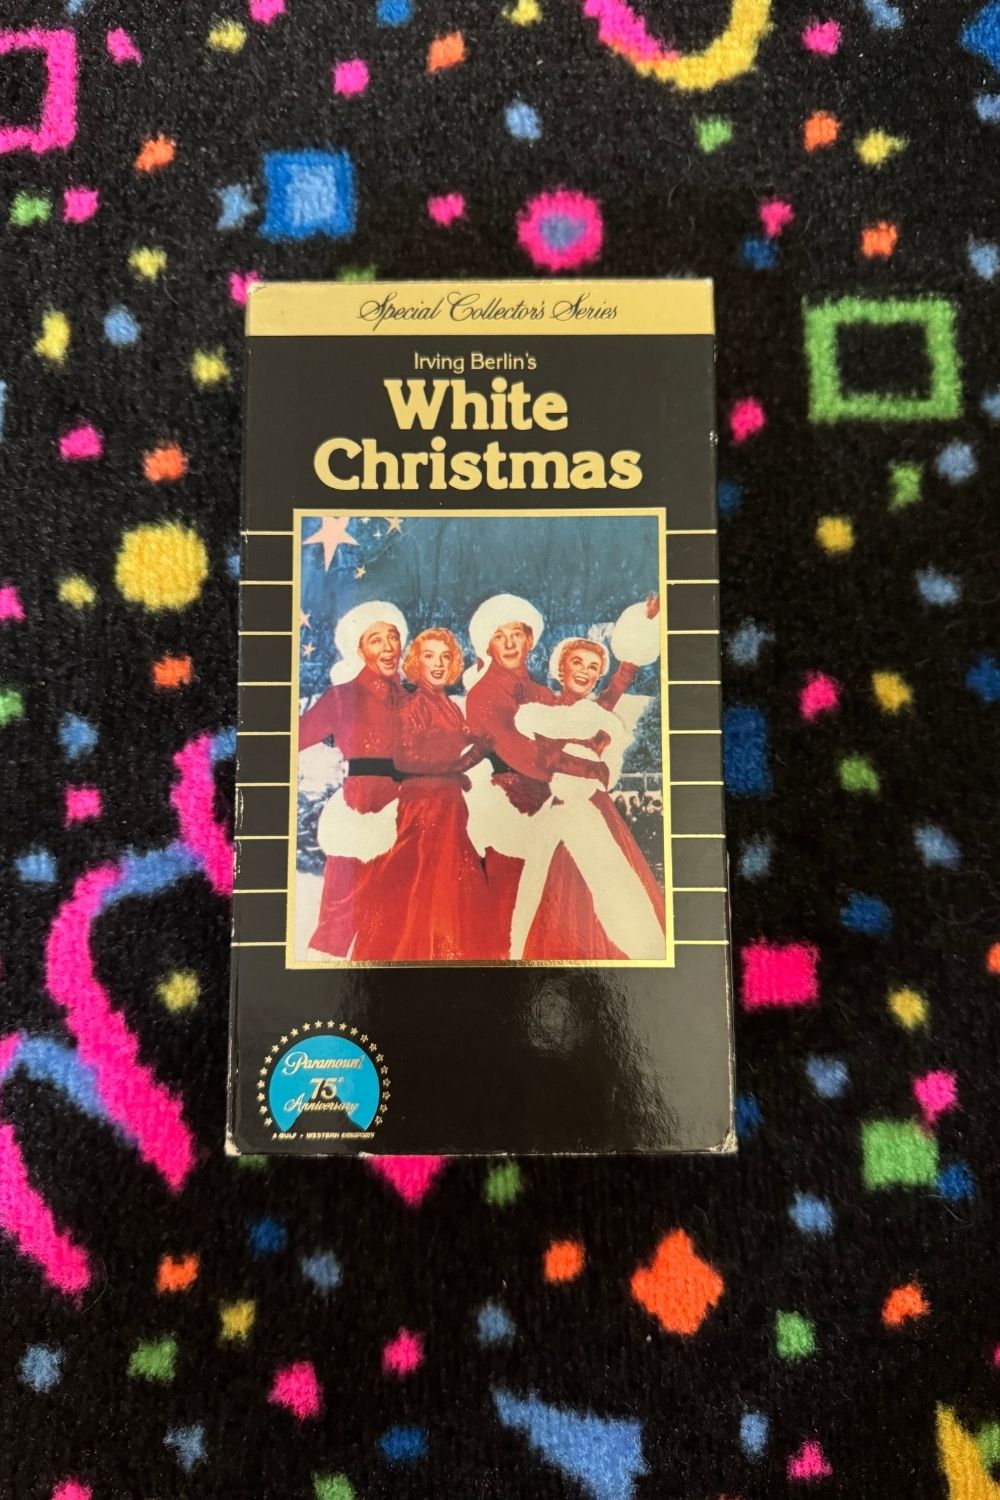 Special Collector's Series
Irving Berlin's
White
Christmas
Paramount
75th
Anniversary
A GULF + WESTERN COMPANY